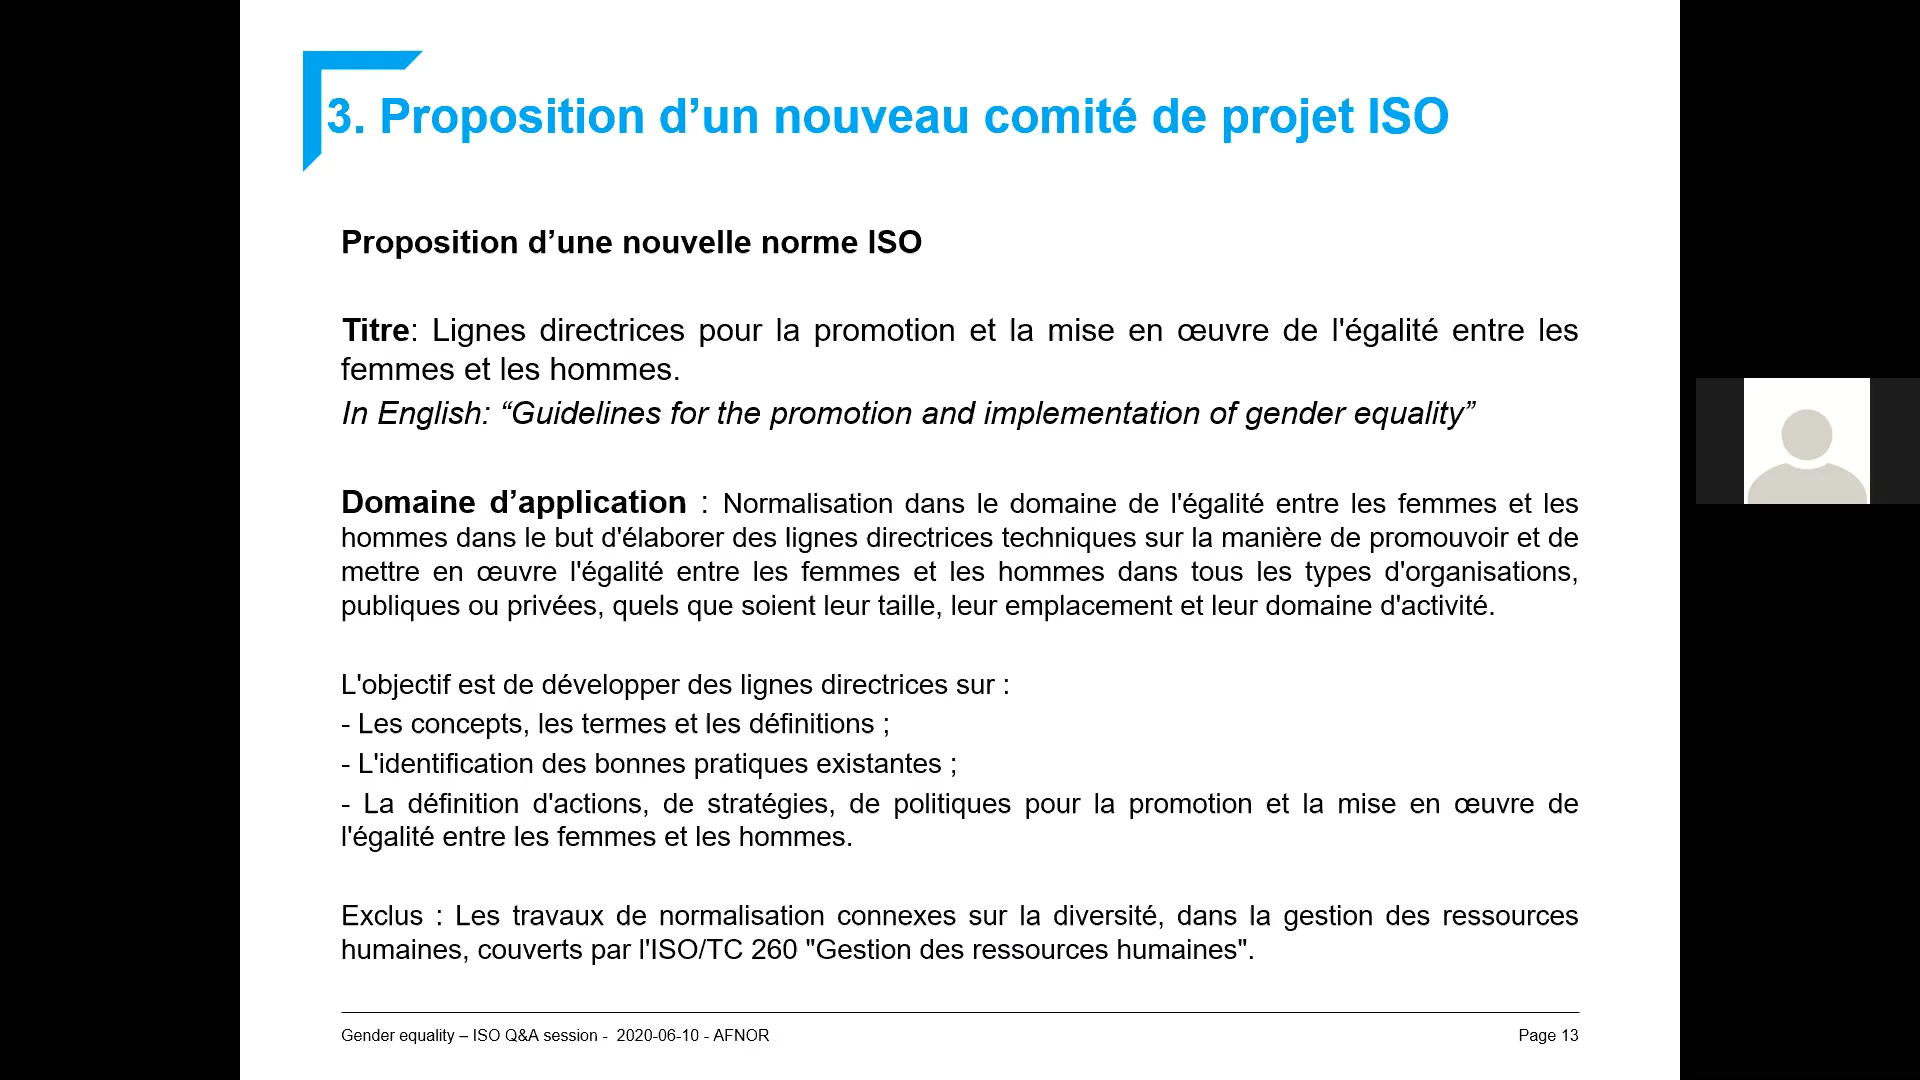 3. Proposition d’un nouveau comité de projet ISO
Proposition d’une nouvelle norme ISO
Titre: Lignes directrices pour la promotion et la mise en œuvre de l'égalité entre les
femmes et les hommes.
In English: “Guidelines for the promotion and implementation of gender equality”
Domaine d’application : Normalisation dans le domaine de l'égalité entre les femmes et les
hommes dans le but d'élaborer des lignes directrices techniques sur la manière de promouvoir et de
mettre en œuvre l'égalité entre les femmes et les hommes dans tous les types d'organisations,
publiques ou privées, quels que soient leur taille, leur emplacement et leur domaine d'activité.
L'objectif est de développer des lignes directrices sur :
- Les concepts, les termes et les définitions ;
- L'identification des bonnes pratiques existantes ;
- La définition d'actions, de stratégies, de politiques pour la promotion et la mise en œuvre de
l'égalité entre les femmes et les hommes.
Exclus : Les travaux de normalisation connexes sur la diversité, dans la gestion des ressources
humaines, couverts par l'ISO/TC 260 "Gestion des ressources humaines".
Gender equality – ISO Q&A session - 2020-06-10 - AFNOR
Page 13